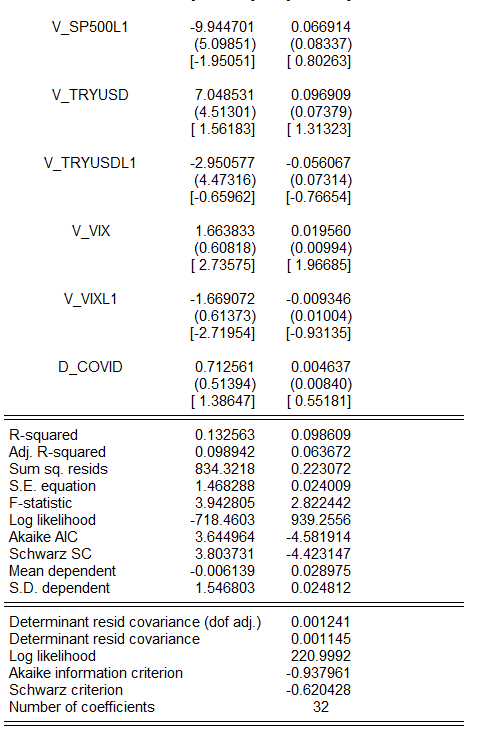 V_SP500L1 -9.944701 0.066914
(5.09851) (0.08337)
[-1.95051] [ 0.80263]
V_TRYUSD 7.048531 0.096909
(4.51301) (0.07379)
[ 1.56183] [ 1.31323]
V_TRYUSDL1 -2.950577 -0.056067
(4.47316) (0.07314)
[-0.65962] [-0.76654]
V_VIX 1.663833 0.019560
(0.60818) (0.00994)
[ 2.73575] [ 1.96685]
V_VIXL1 -1.669072 -0.009346
(0.61373) (0.01004)
[-2.71954] [-0.93135]
D_COVID 0.712561 0.004637
(0.51394) (0.00840)
[ 1.38647] [ 0.55181]
R-squared 0.132563 0.098609
Adj. R-squared 0.098942 0.063672
Sum sq. resids 834.3218 0.223072
S.E. equation 1.468288 0.024009
F-statistic 3.942805 2.822442
Log likelihood -718.4603 939.2556
Akaike AIC 3.644964 -4.581914
Schwarz SC 3.803731 -4.423147
Mean dependent -0.006139 0.028975
S.D. dependent 1.546803 0.024812
Determinant resid covariance (dof adj.) 0.001241
Determinant resid covariance 0.001145
Log likelihood 220.9992
Akaike information criterion -0.937961
Schwarz criterion -0.620428
Number of coefficients 32